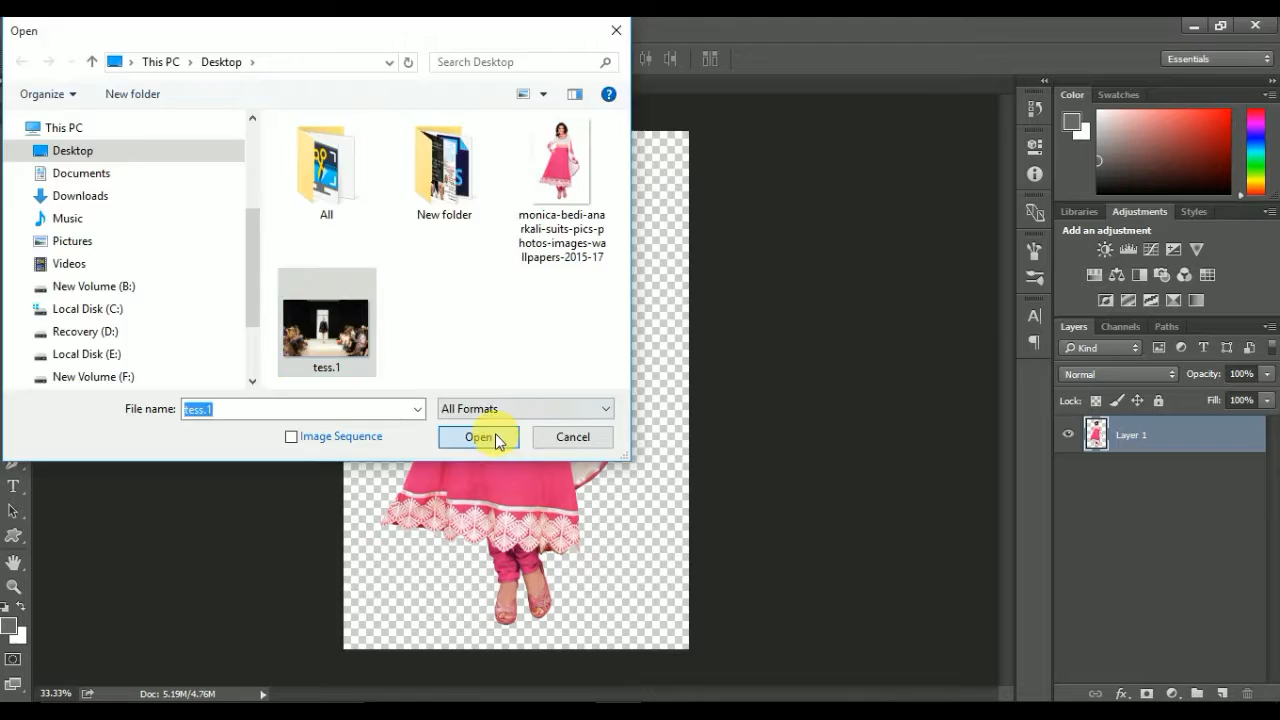 Open
Essentials
This PC
Desktop
Search Desktop
Organize
New folder
This PC
Desktop
Documents
Downloads
Music
Pictures
Videos
New Volume (B:)
Local Disk (C:)
Recovery (D:)
Local Disk (E:)
New Volume (F:)
All
New folder
monica-bedi-ana
rkali-suits-pics-p
hotos-images-wa
llpapers-2015-17
tess.1
File name:
tess.1
All Formats
Image Sequence
Open
Cancel
Color
Swatches
Libraries
Adjustments
Styles
Add an adjustment
Layers
Channels
Paths
Kind
Normal
Opacity:
100%
Lock:
Fill:
100%
Layer 1
33.33%
Doc: 5.19M/4.76M